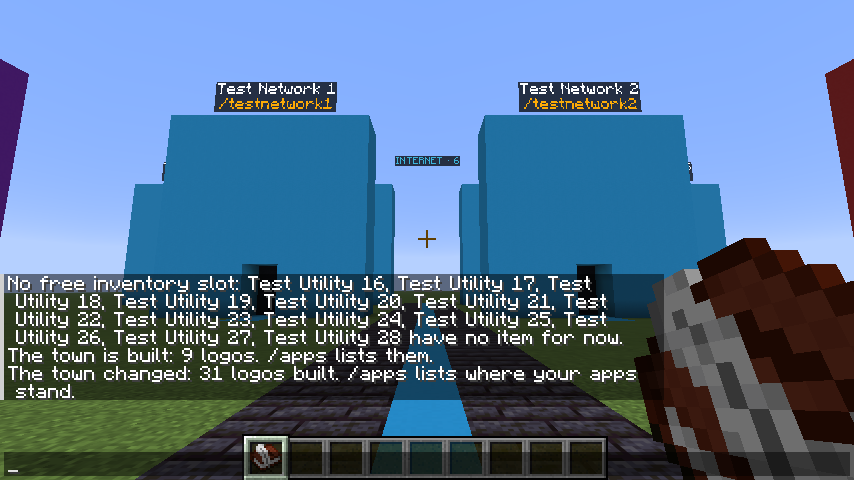 Test Network 1
/testnetwork1
Test Network 2
/testnetwork2
INTERNET · 6
No free inventory slot: Test Utility 16, Test Utility 17, Test
Utility 18, Test Utility 19, Test Utility 20, Test Utility 21, Test
Utility 22, Test Utility 23, Test Utility 24, Test Utility 25, Test
Utility 26, Test Utility 27, Test Utility 28 have no item for now.
The town is built: 9 logos. /apps lists them.
The town changed: 31 logos built. /apps lists where your apps
stand.
_